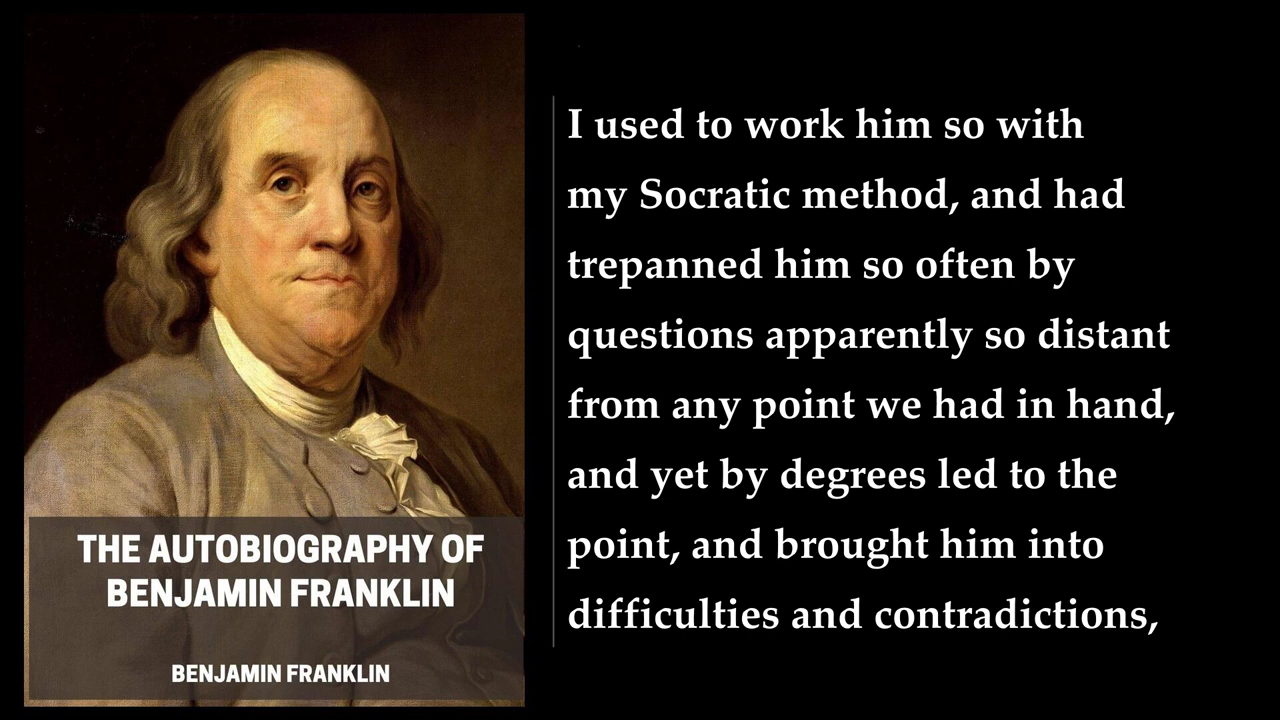 THE AUTOBIOGRAPHY OF
BENJAMIN FRANKLIN
BENJAMIN FRANKLIN
I used to work him so with
my Socratic method, and had
trepanned him so often by
questions apparently so distant
from any point we had in hand,
and yet by degrees led to the
point, and brought him into
difficulties and contradictions,